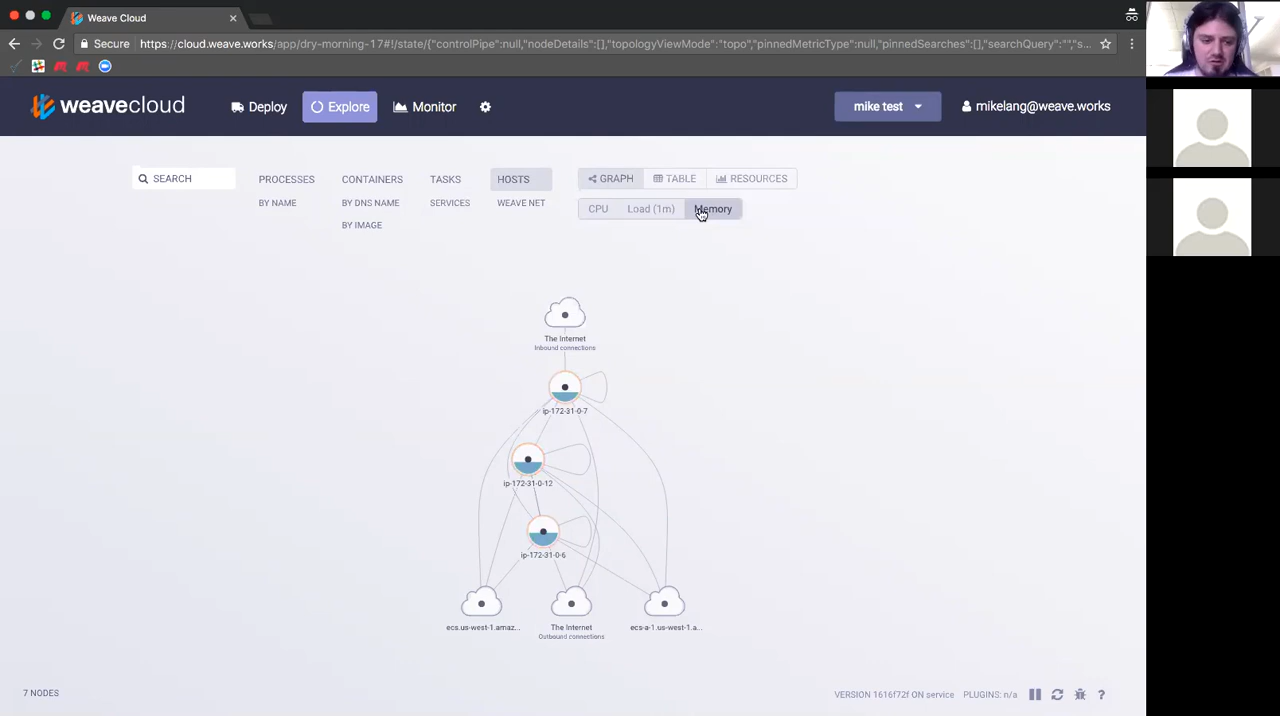 Weave Cloud
Secure https://cloud.weave.works/app/dry-morning-17#!/state/{"controlPipe":null,"nodeDetails":[],"topologyViewMode":"topo","pinnedMetricType":null,"pinnedSearches":[],"searchQuery":"","s...
weavecloud Deploy Explore Monitor mike test mikelang@weave.works
SEARCH PROCESSES CONTAINERS TASKS HOSTS GRAPH TABLE RESOURCES
BY NAME BY DNS NAME SERVICES WEAVE NET CPU Load (1m) Memory
BY IMAGE
The Internet
Inbound connections
ip-172-31-0-7
ip-172-31-0-12
ip-172-31-0-6
ecs.us-west-1.amaz... The Internet ecs-a-1.us-west-1.a...
Outbound connections
7 NODES VERSION 1616f72f ON service PLUGINS: n/a